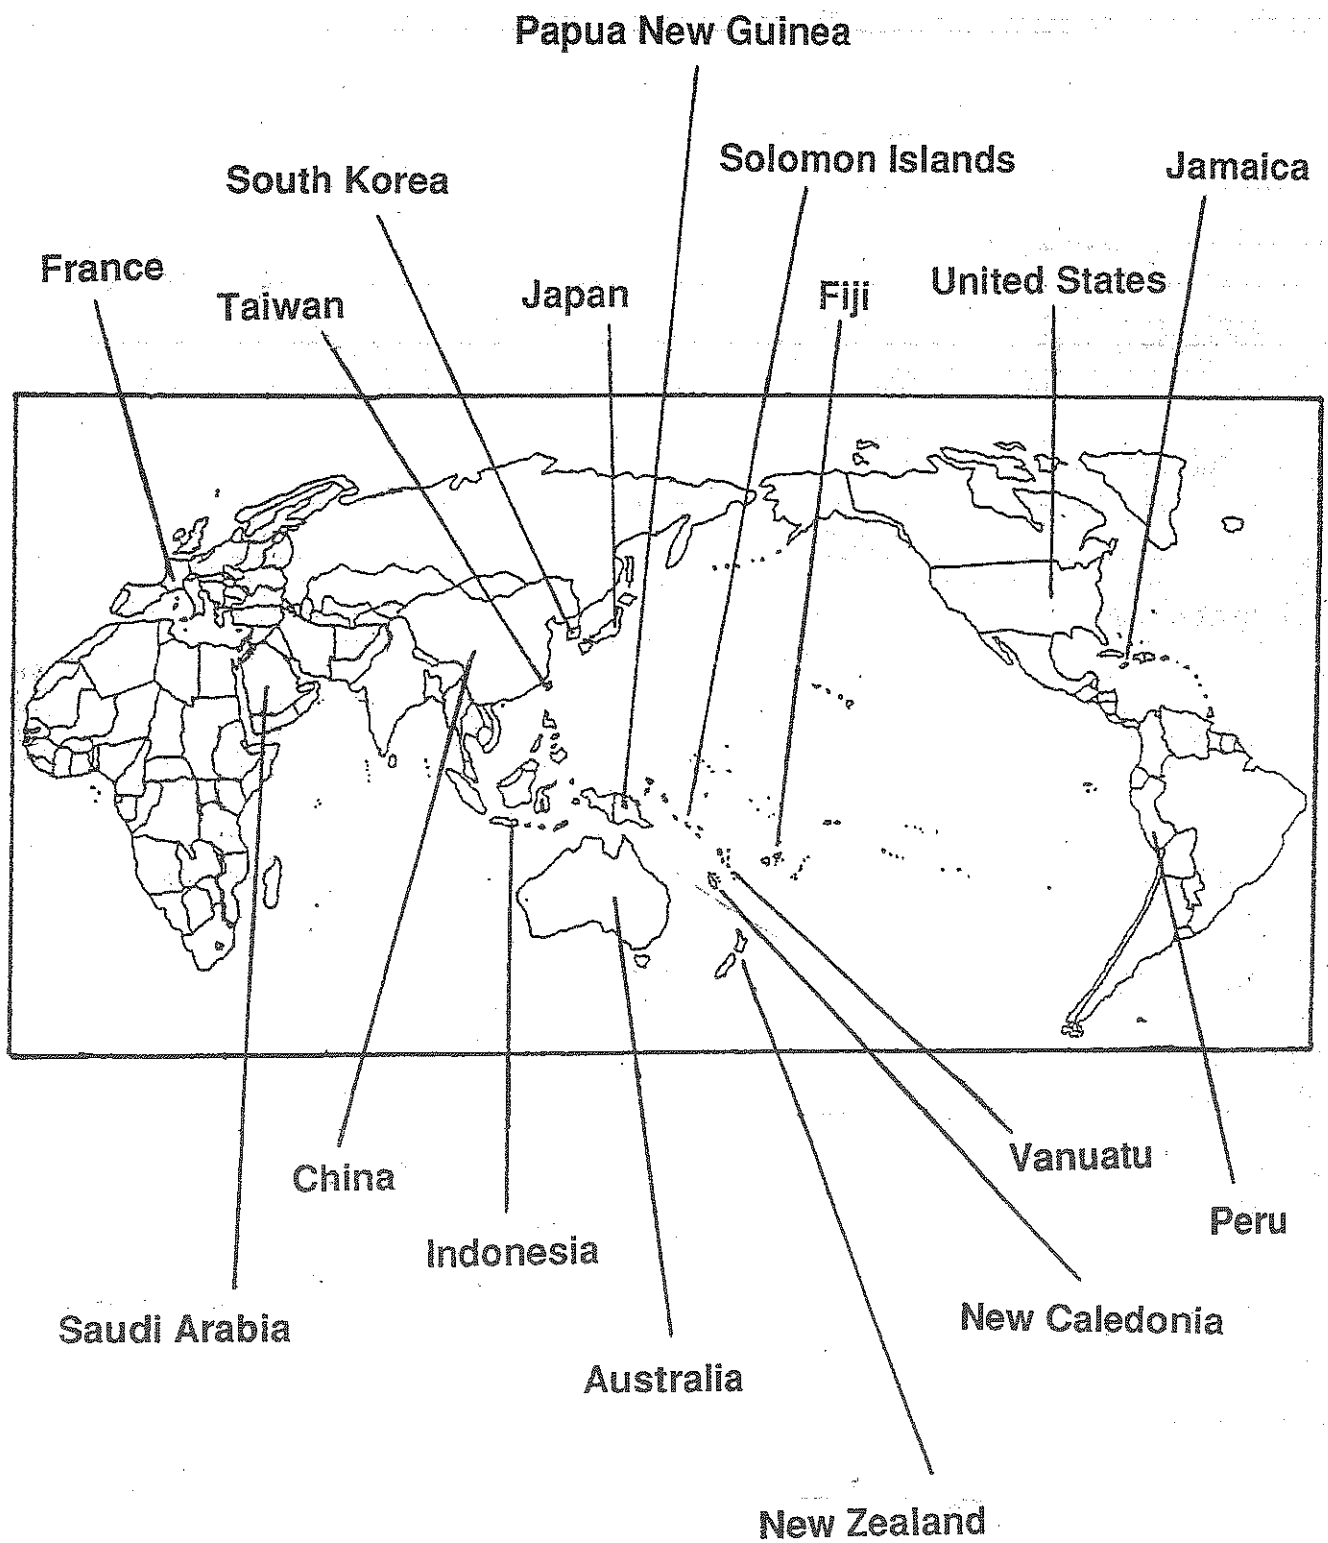 Papua New Guinea
Solomon Islands
Jamaica
South Korea
France
Taiwan
Japan
Fiji
United States
China
Vanuatu
Peru
Indonesia
Saudi Arabia
New Caledonia
Australia
New Zealand